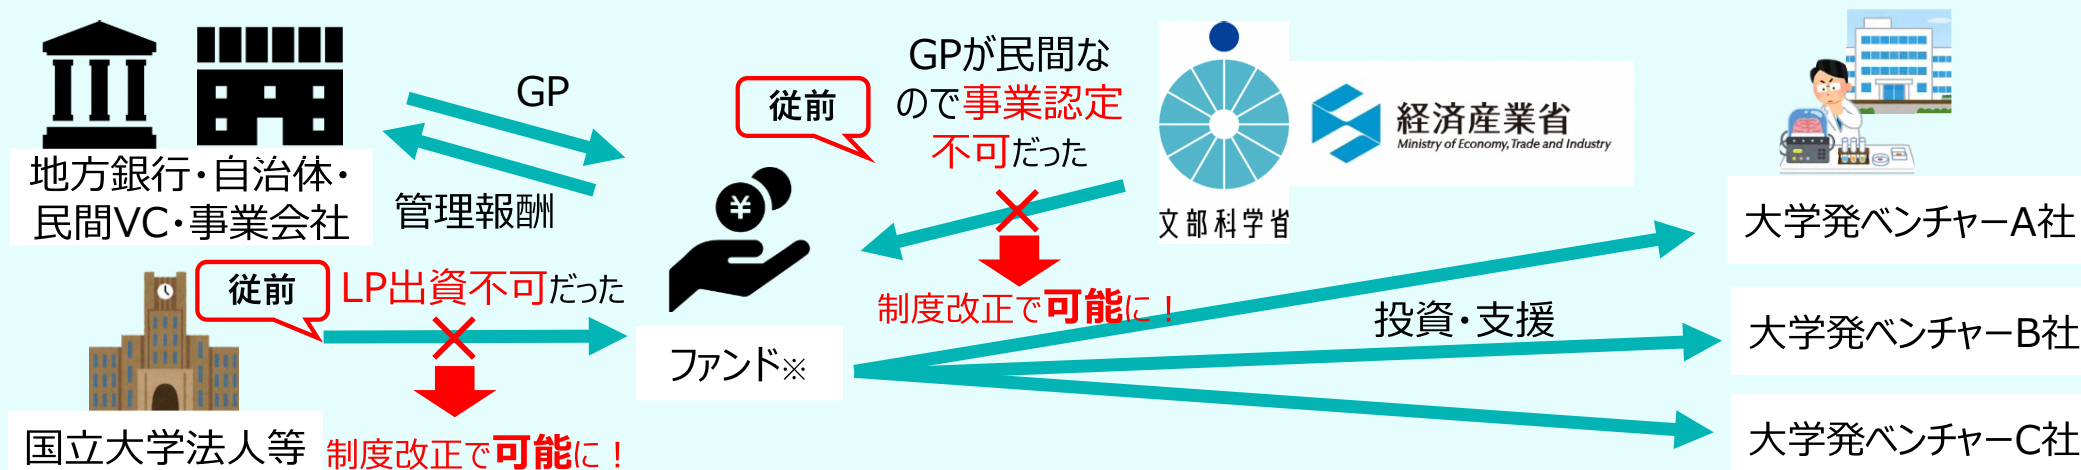 地方銀行・自治体・
民間VC・事業会社
GP
管理報酬
従前
GPが民間な
ので事業認定
不可だった
文部科学省
経済産業省
Ministry of Economy, Trade and Industry
制度改正で可能に！
従前
LP出資不可だった
国立大学法人等
制度改正で可能に！
¥
ファンド※
投資・支援
大学発ベンチャーA社
大学発ベンチャーB社
大学発ベンチャーC社